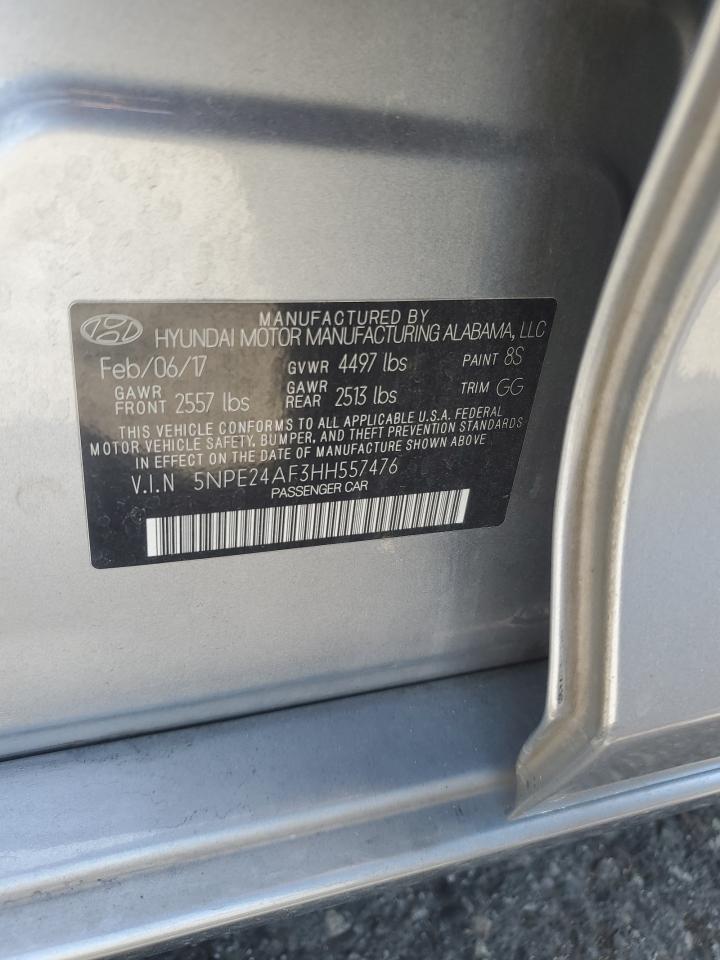 MANUFACTURED BY
HYUNDAI MOTOR MANUFACTURING ALABAMA, LLC
Feb/06/17 GVWR 4497 lbs PAINT 8S
GAWR FRONT 2557 lbs GAWR REAR 2513 lbs TRIM GG
THIS VEHICLE CONFORMS TO ALL APPLICABLE U.S.A. FEDERAL
MOTOR VEHICLE SAFETY, BUMPER, AND THEFT PREVENTION STANDARDS
IN EFFECT ON THE DATE OF MANUFACTURE SHOWN ABOVE
V.I.N 5NPE24AF3HH557476
PASSENGER CAR